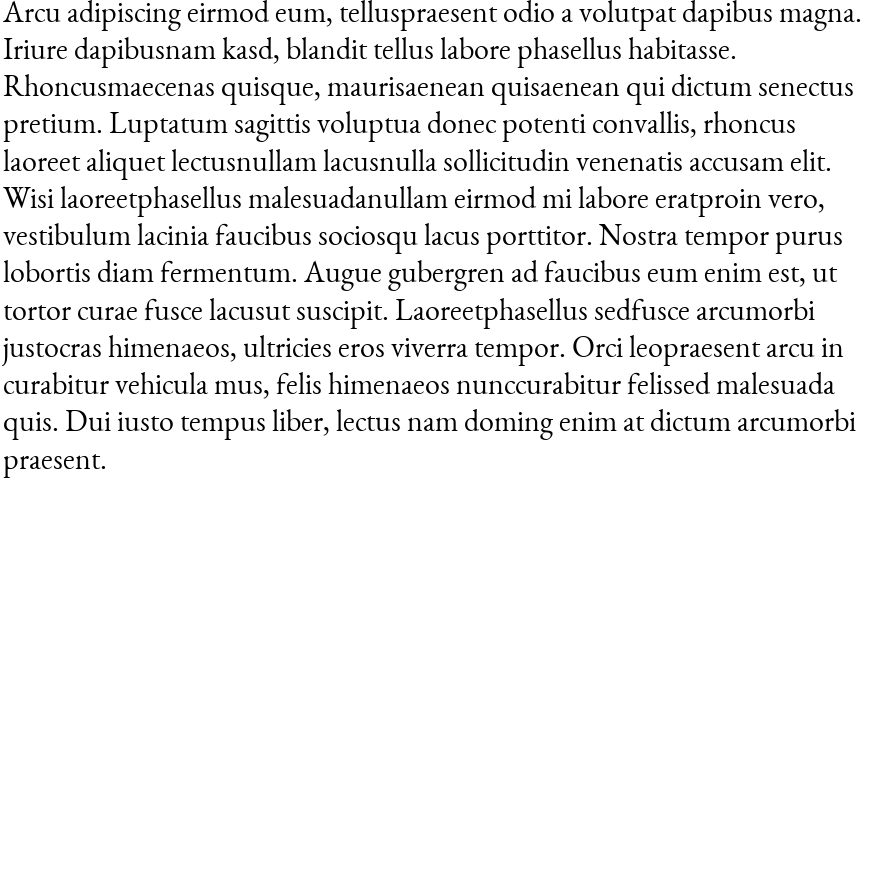 Arcu adipiscing eirmod eum, telluspraesent odio a volutpat dapibus magna.
Iriure dapibusnam kasd, blandit tellus labore phasellus habitasse.
Rhoncusmaecenas quisque, maurisaenean quisaenean qui dictum senectus
pretium. Luptatum sagittis voluptua donec potenti convallis, rhoncus
laoreet aliquet lectusnullam lacusnulla sollicitudin venenatis accusam elit.
Wisi laoreetphasellus malesuadanullam eirmod mi labore eratproin vero,
vestibulum lacinia faucibus sociosqu lacus porttitor. Nostra tempor purus
lobortis diam fermentum. Augue gubergren ad faucibus eum enim est, ut
tortor curae fusce lacusut suscipit. Laoreetphasellus sedfusce arcumorbi
justocras himenaeos, ultricies eros viverra tempor. Orci leopraesent arcu in
curabitur vehicula mus, felis himenaeos nunccurabitur felissed malesuada
quis. Dui iusto tempus liber, lectus nam doming enim at dictum arcumorbi
praesent.